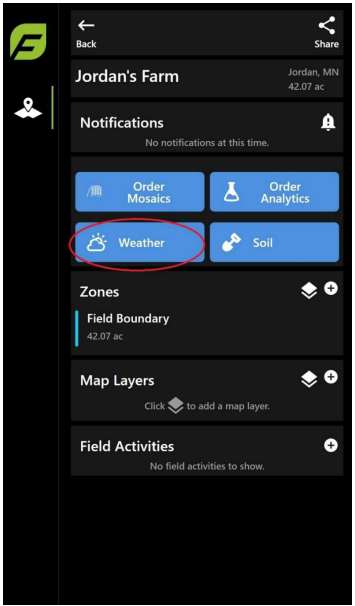 Back
Share
Jordan's Farm
Jordan, MN
42.07 ac
Notifications
No notifications at this time.
Order
Mosaics
Order
Analytics
Weather
Soil
Zones
Field Boundary
42.07 ac
Map Layers
Click to add a map layer.
Field Activities
No field activities to show.